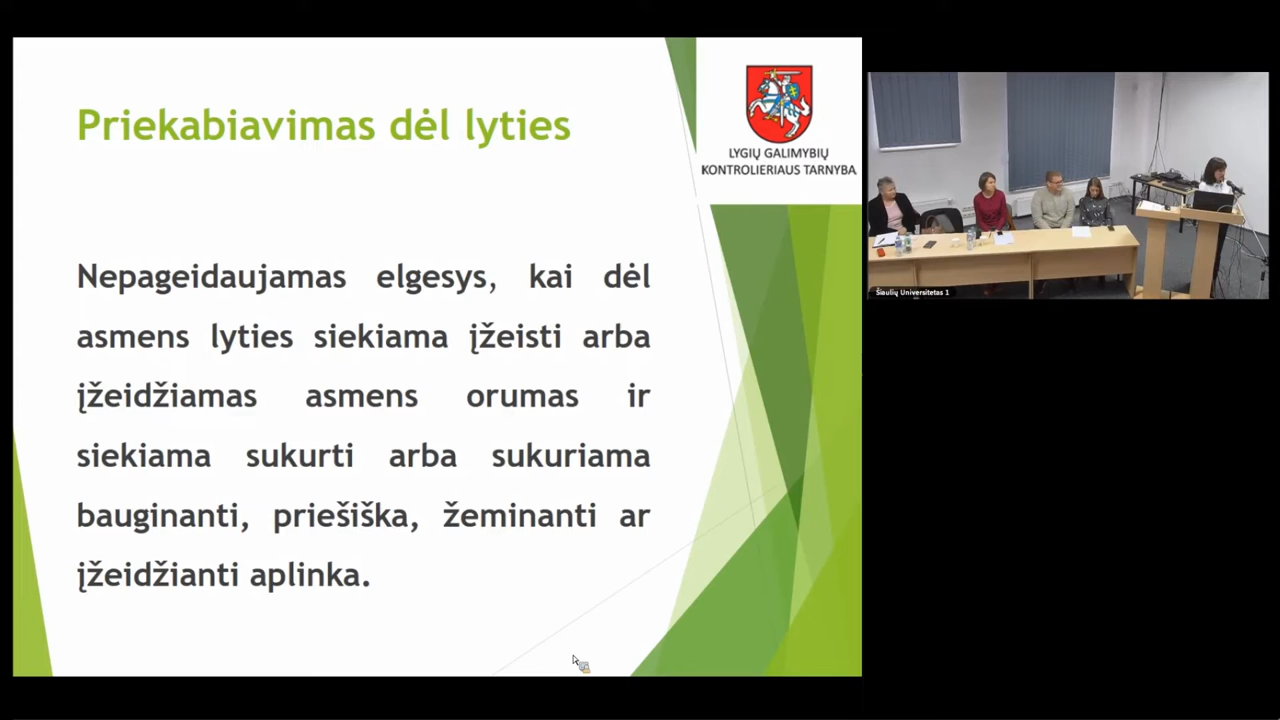 Priekabiavimas dėl lyties
LYGIŲ GALIMYBIŲ
KONTROLIERIAUS TARNYBA
Nepageidaujamas elgesys, kai dėl
asmens lyties siekiama įžeisti arba
įžeidžiamas asmens orumas ir
siekiama sukurti arba sukuriama
bauginanti, priešiška, žeminanti ar
įžeidžianti aplinka.
Šiaulių Universitetas 1